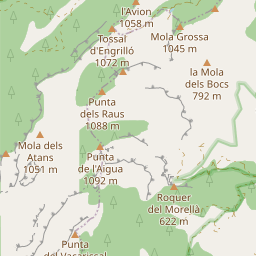 l'Avion
1058 m
Tossal
d'Engrilló
1072 m
Mola Grossa
1045 m
la Mola
dels Bocs
792 m
Punta
dels Raus
1088 m
Mola dels
Atans
1051 m
Punta
de l'Aigua
1092 m
Roquer
del Morellà
622 m
Punta